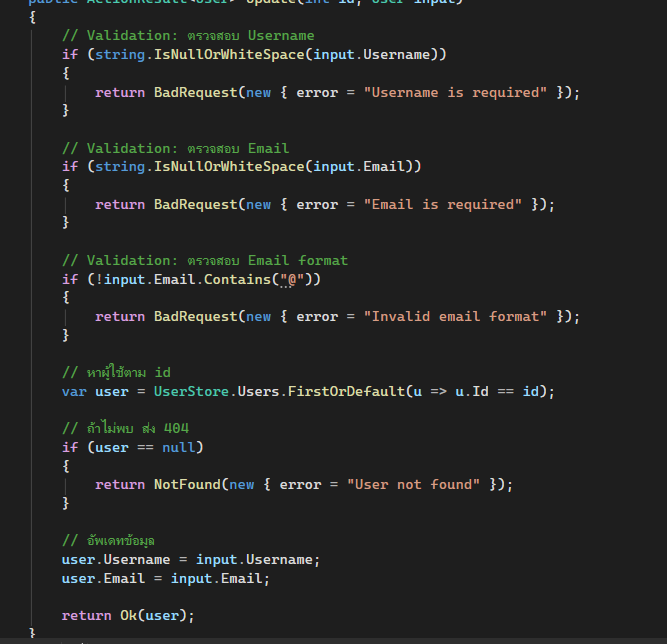 public ActionResult<User> Update(int id, User input)
{
// Validation: ตรวจสอบ Username
if (string.IsNullOrWhiteSpace(input.Username))
{
return BadRequest(new { error = "Username is required" });
}
// Validation: ตรวจสอบ Email
if (string.IsNullOrWhiteSpace(input.Email))
{
return BadRequest(new { error = "Email is required" });
}
// Validation: ตรวจสอบ Email format
if (!input.Email.Contains("@"))
{
return BadRequest(new { error = "Invalid email format" });
}
// หาผู้ใช้ตาม id
var user = UserStore.Users.FirstOrDefault(u => u.Id == id);
// ถ้าไม่พบ ส่ง 404
if (user == null)
{
return NotFound(new { error = "User not found" });
}
// อัพเดทข้อมูล
user.Username = input.Username;
user.Email = input.Email;
return Ok(user);
}